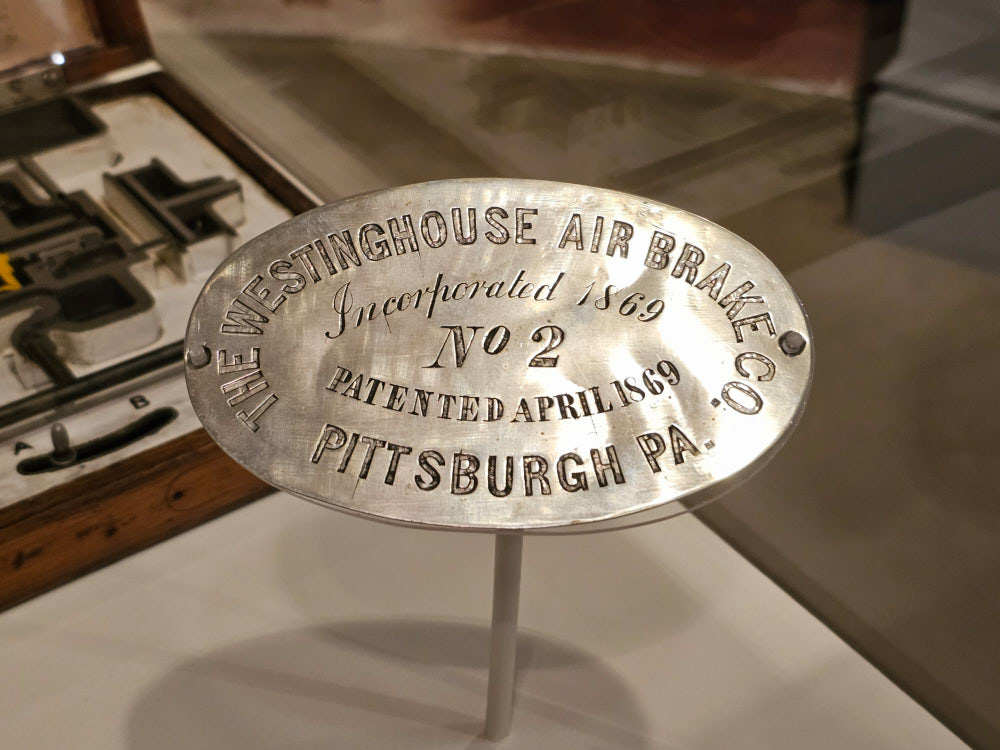 THE WESTINGHOUSE AIR BRAKE CO.
Incorporated 1869
No 2
PATENTED APRIL 1869
PITTSBURGH PA.
A
B